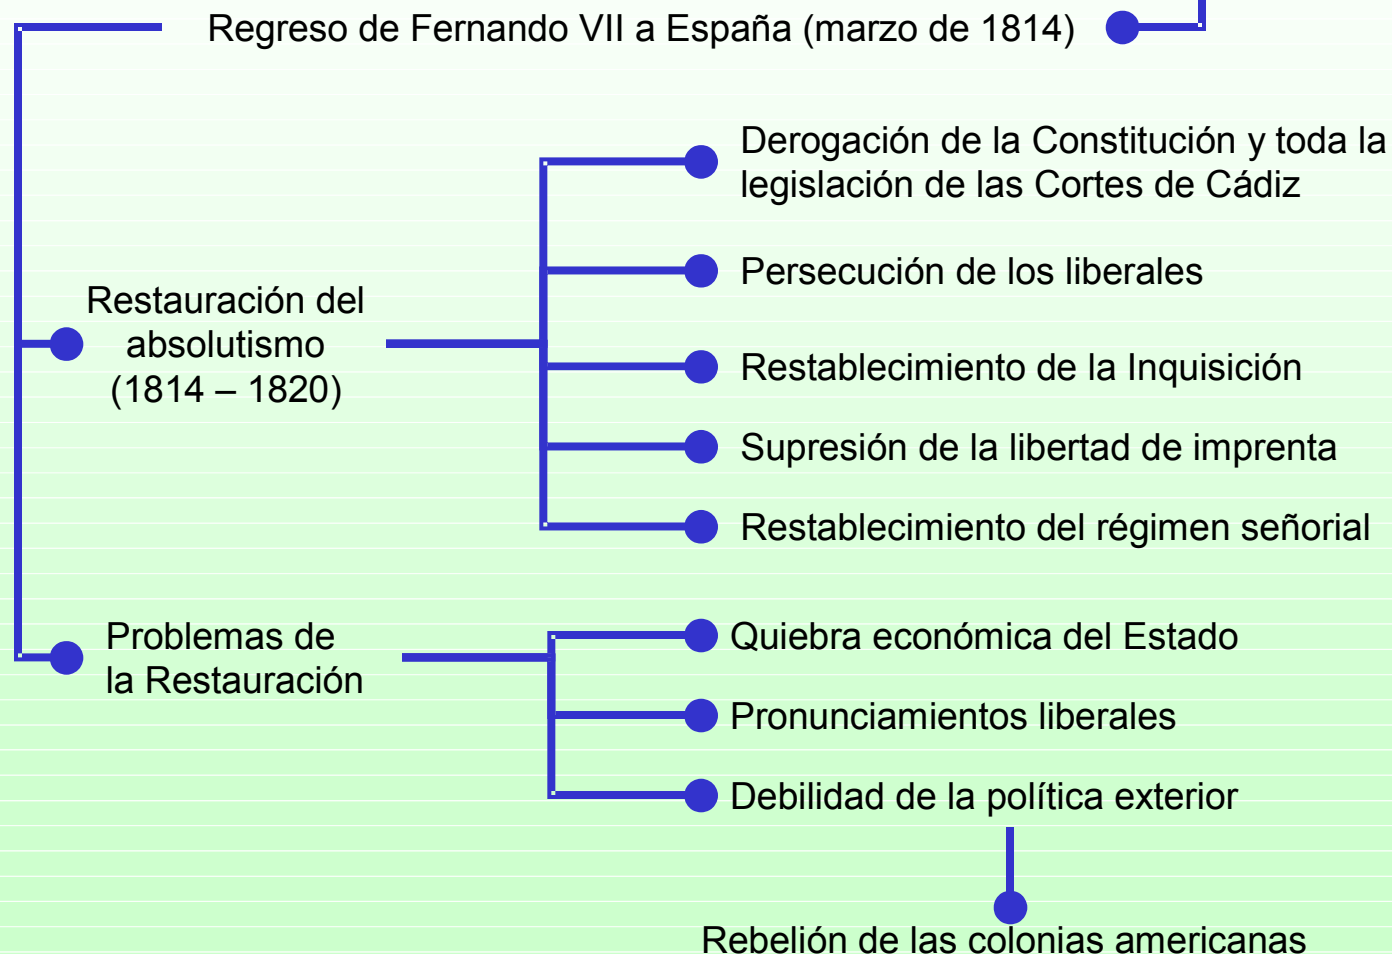 Regreso de Fernando VII a España (marzo de 1814)
Restauración del
absolutismo
(1814 – 1820)
Derogación de la Constitución y toda la
legislación de las Cortes de Cádiz
Persecución de los liberales
Restablecimiento de la Inquisición
Supresión de la libertad de imprenta
Restablecimiento del régimen señorial
Problemas de
la Restauración
Quiebra económica del Estado
Pronunciamientos liberales
Debilidad de la política exterior
Rebelión de las colonias americanas